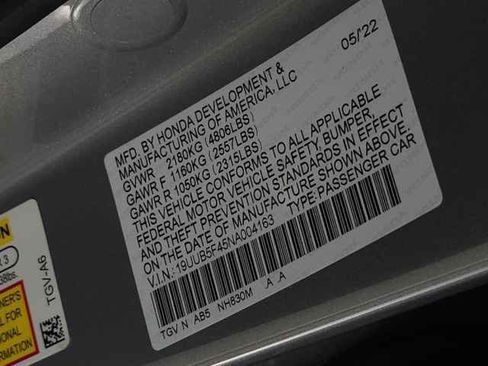 MFD. BY HONDA DEVELOPMENT & 05/22
MANUFACTURING OF AMERICA, LLC
GVWR 2180KG (4806LBS)
GAWR F 1160KG (2557LBS)
GAWR R 1050KG (2315LBS)
THIS VEHICLE CONFORMS TO ALL APPLICABLE
FEDERAL MOTOR VEHICLE SAFETY, BUMPER,
AND THEFT PREVENTION STANDARDS IN EFFECT
ON THE DATE OF MANUFACTURE SHOWN ABOVE.
V.I.N.: 19UUB5F45NA004163 TYPE:PASSENGER CAR
TGV N AB5 NH830M A A
TGV-A6